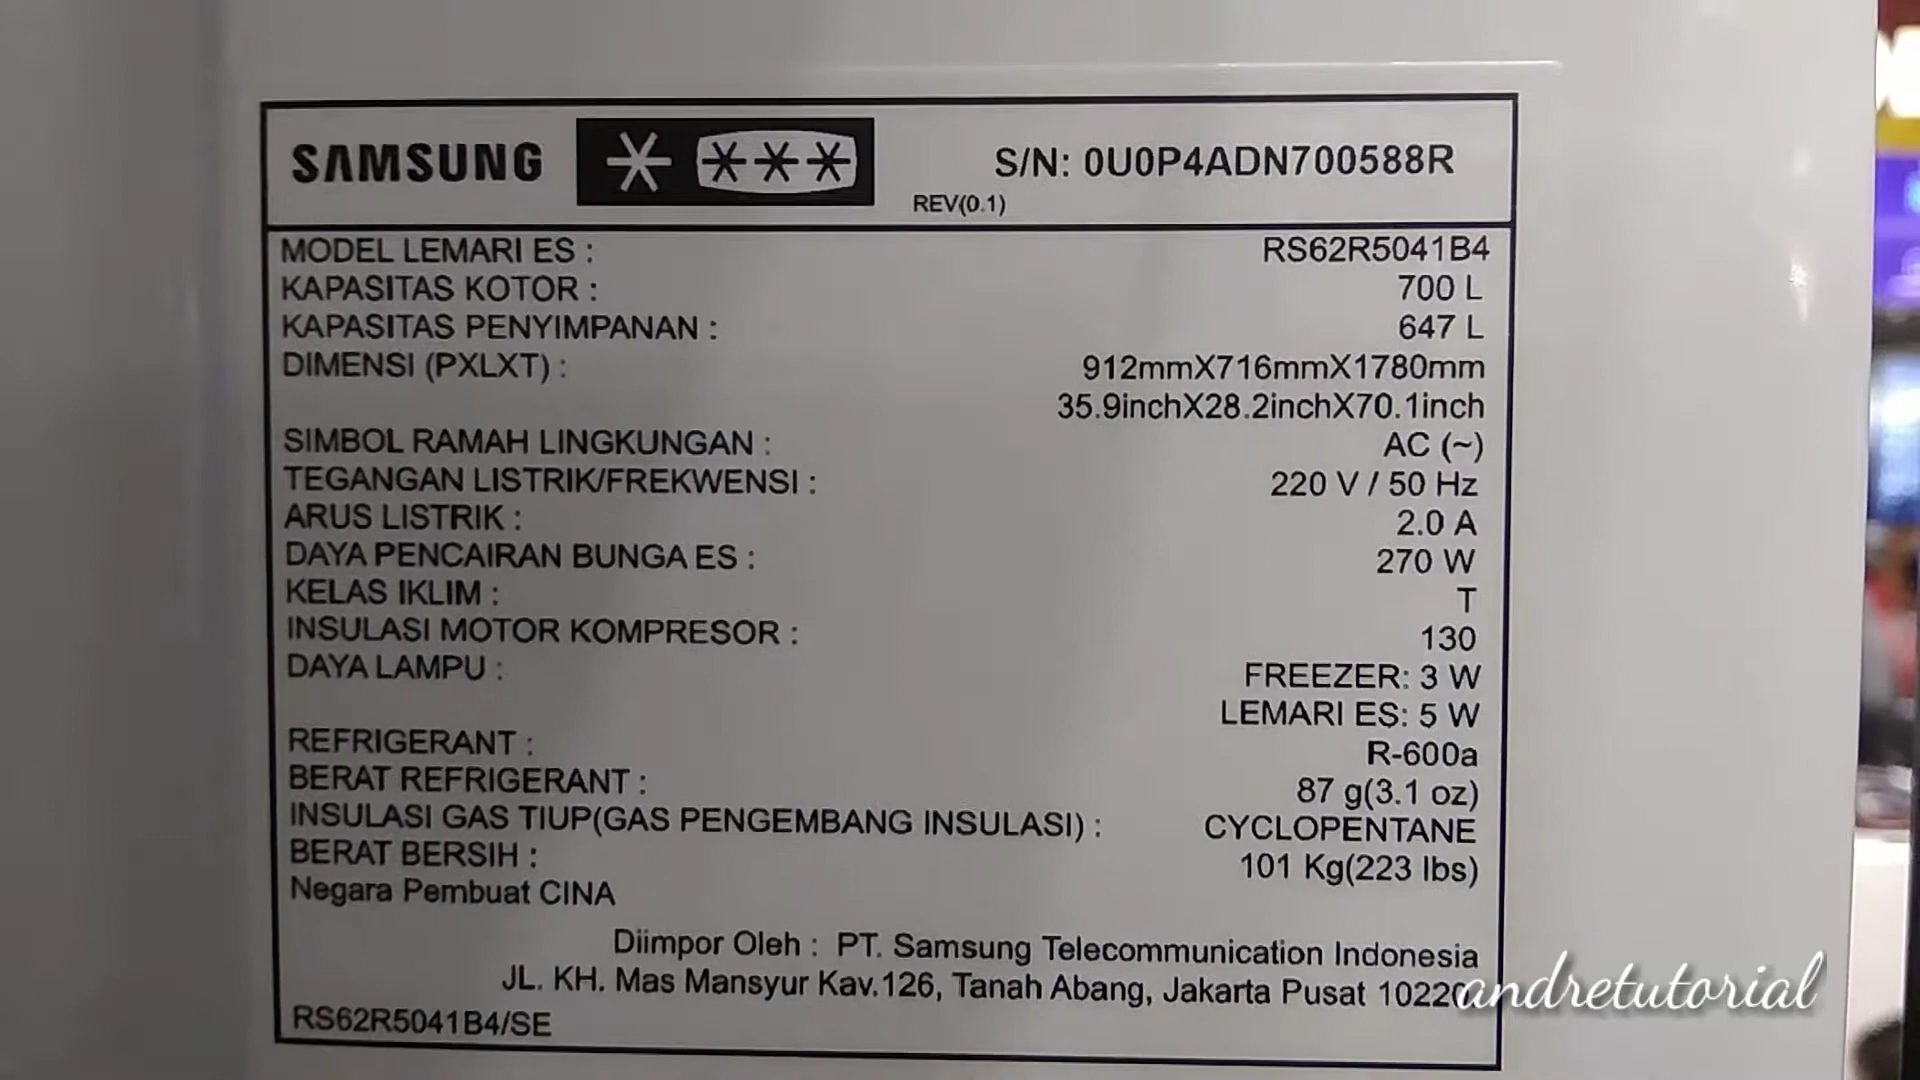 SAMSUNG S/N: 0U0P4ADN700588R
REV(0.1)
MODEL LEMARI ES : RS62R5041B4
KAPASITAS KOTOR : 700 L
KAPASITAS PENYIMPANAN : 647 L
DIMENSI (PXLXT) : 912mmX716mmX1780mm
35.9inchX28.2inchX70.1inch
SIMBOL RAMAH LINGKUNGAN : AC (~)
TEGANGAN LISTRIK/FREKWENSI : 220 V / 50 Hz
ARUS LISTRIK : 2.0 A
DAYA PENCAIRAN BUNGA ES : 270 W
KELAS IKLIM : T
INSULASI MOTOR KOMPRESOR : 130
DAYA LAMPU : FREEZER: 3 W
LEMARI ES: 5 W
REFRIGERANT : R-600a
BERAT REFRIGERANT : 87 g(3.1 oz)
INSULASI GAS TIUP(GAS PENGEMBANG INSULASI) : CYCLOPENTANE
BERAT BERSIH : 101 Kg(223 lbs)
Negara Pembuat CINA
Diimpor Oleh : PT. Samsung Telecommunication Indonesia
JL. KH. Mas Mansyur Kav.126, Tanah Abang, Jakarta Pusat 10220
andretutorial
RS62R5041B4/SE